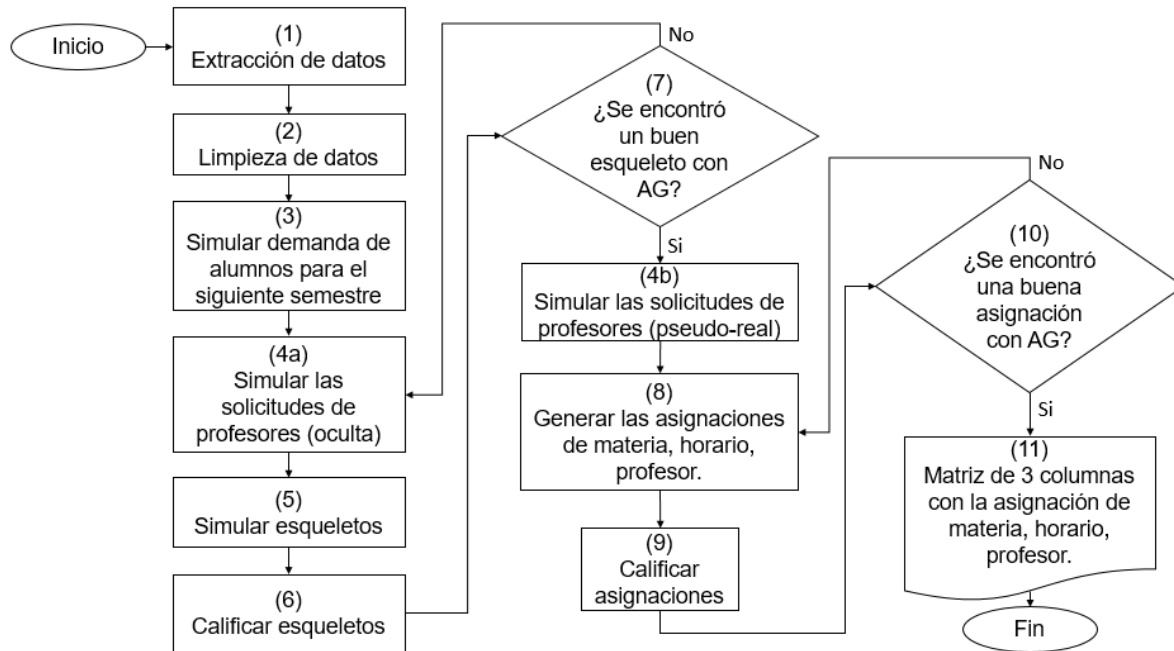 Inicio
(1)
Extracción de datos
(2)
Limpieza de datos
(3)
Simular demanda de
alumnos para el
siguiente semestre
(4a)
Simular las
solicitudes de
profesores (oculta)
(5)
Simular esqueletos
(6)
Calificar esqueletos
No
(7)
¿Se encontró
un buen
esqueleto con
AG?
Si
(4b)
Simular las solicitudes de
profesores (pseudo-real)
(8)
Generar las asignaciones
de materia, horario,
profesor.
(9)
Calificar
asignaciones
No
(10)
¿Se encontró
una buena
asignación
con AG?
Si
(11)
Matriz de 3 columnas
con la asignación de
materia, horario,
profesor.
Fin